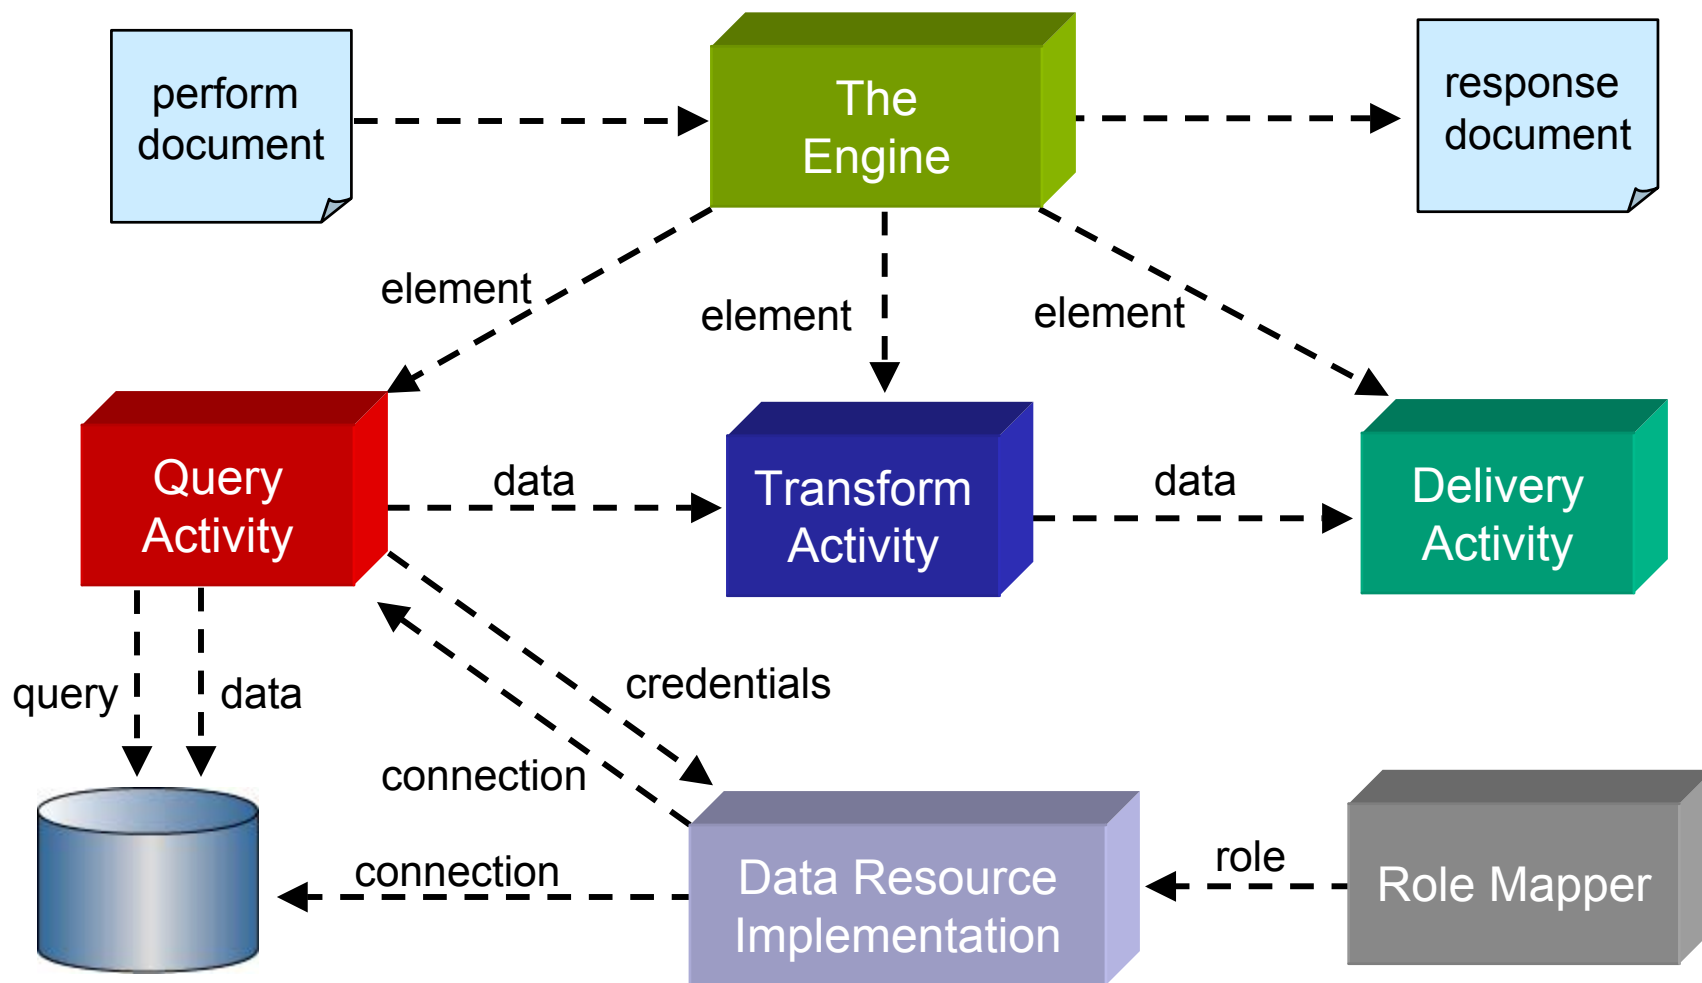 perform
document
The
Engine
response
document
element
element
element
Query
Activity
data
Transform
Activity
data
Delivery
Activity
query
data
credentials
connection
connection
Data Resource
Implementation
role
Role Mapper